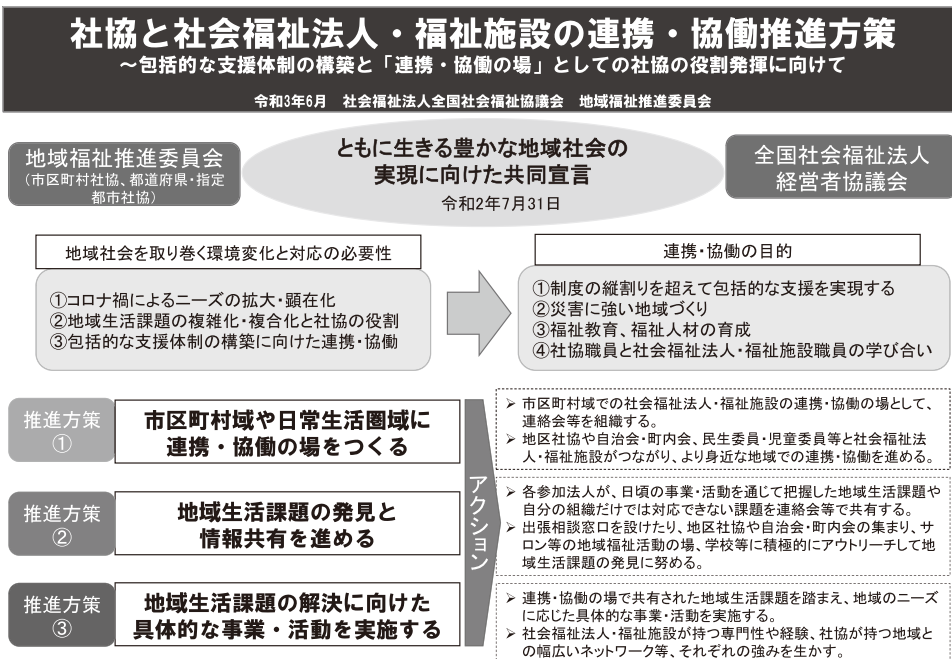 社協と社会福祉法人・福祉施設の連携・協働推進方策
～包括的な支援体制の構築と「連携・協働の場」としての社協の役割発揮に向けて
令和3年6月　社会福祉法人全国社会福祉協議会　地域福祉推進委員会
地域福祉推進委員会
（市区町村社協、都道府県・指定
都市社協）
ともに生きる豊かな地域社会の
実現に向けた共同宣言
令和2年7月31日
全国社会福祉法人
経営者協議会
地域社会を取り巻く環境変化と対応の必要性
①コロナ禍によるニーズの拡大・顕在化
②地域生活課題の複雑化・複合化と社協の役割
③包括的な支援体制の構築に向けた連携・協働
連携・協働の目的
①制度の縦割りを超えて包括的な支援を実現する
②災害に強い地域づくり
③福祉教育、福祉人材の育成
④社協職員と社会福祉法人・福祉施設職員の学び合い
推進方策
①
市区町村域や日常生活圏域に
連携・協働の場をつくる
アクション
➢ 市区町村域での社会福祉法人・福祉施設の連携・協働の場として、
連絡会等を組織する。
➢ 地区社協や自治会・町内会、民生委員・児童委員等と社会福祉法
人・福祉施設がつながり、より身近な地域での連携・協働を進める。
推進方策
②
地域生活課題の発見と
情報共有を進める
➢ 各参加法人が、日頃の事業・活動を通じて把握した地域生活課題や
自分の組織だけでは対応できない課題を連絡会等で共有する。
➢ 出張相談窓口を設けたり、地区社協や自治会・町内会の集まり、サ
ロン等の地域福祉活動の場、学校等に積極的にアウトリーチして地
域生活課題の発見に努める。
推進方策
③
地域生活課題の解決に向けた
具体的な事業・活動を実施する
➢ 連携・協働の場で共有された地域生活課題を踏まえ、地域のニーズ
に応じた具体的な事業・活動を実施する。
➢ 社会福祉法人・福祉施設が持つ専門性や経験、社協が持つ地域と
の幅広いネットワーク等、それぞれの強みを生かす。